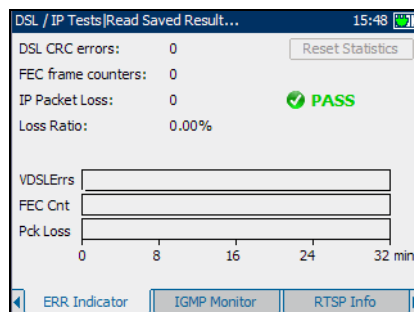 DSL / IP Tests|Read Saved Result... 15:48
DSL CRC errors: 0 Reset Statistics
FEC frame counters: 0
IP Packet Loss: 0 PASS
Loss Ratio: 0.00%
VDSLErrs
FEC Cnt
Pck Loss
0 8 16 24 32 min
ERR Indicator IGMP Monitor RTSP Info